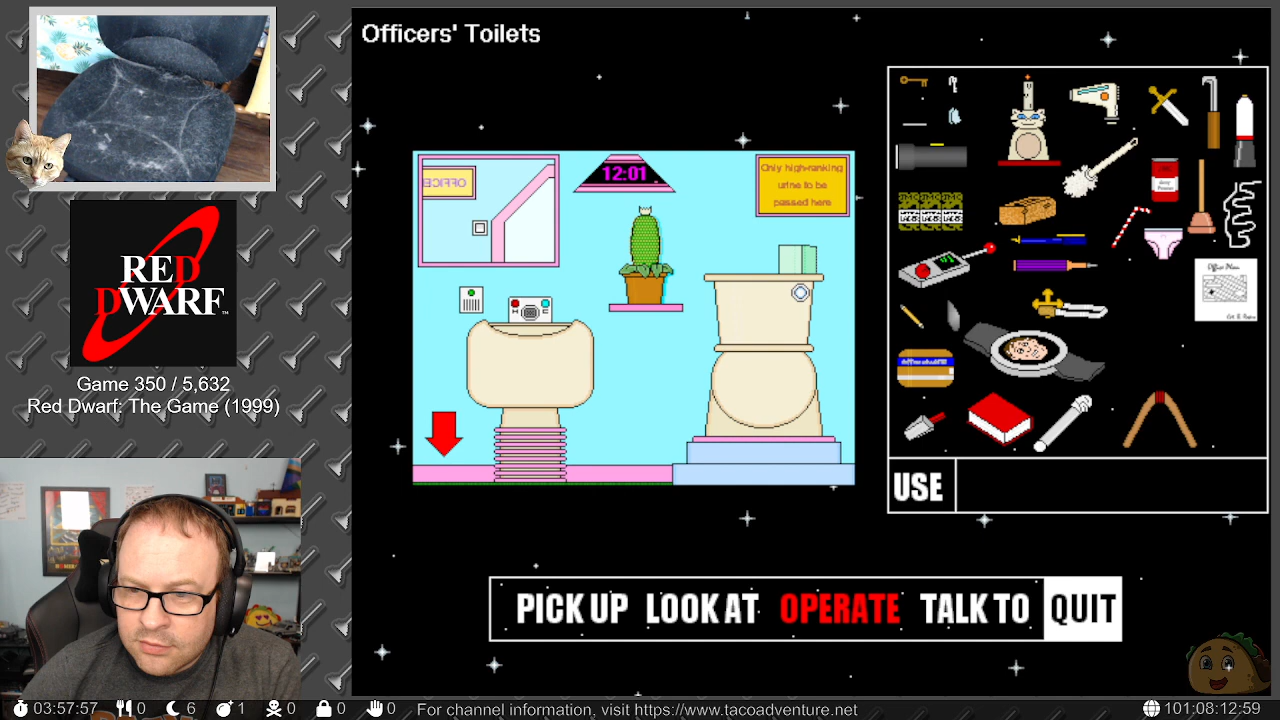 Officers' Toilets
RED
DWARF™
Game 350 / 5,632
Red Dwarf: The Game (1999)
12:01
Only high-ranking
urine to be
passed here
Office Plan
USE
PICK UP LOOK AT OPERATE TALK TO QUIT
03:57:57 0 6 1 0 0 0 For channel information, visit https://www.tacoadventure.net 101:08:12:59